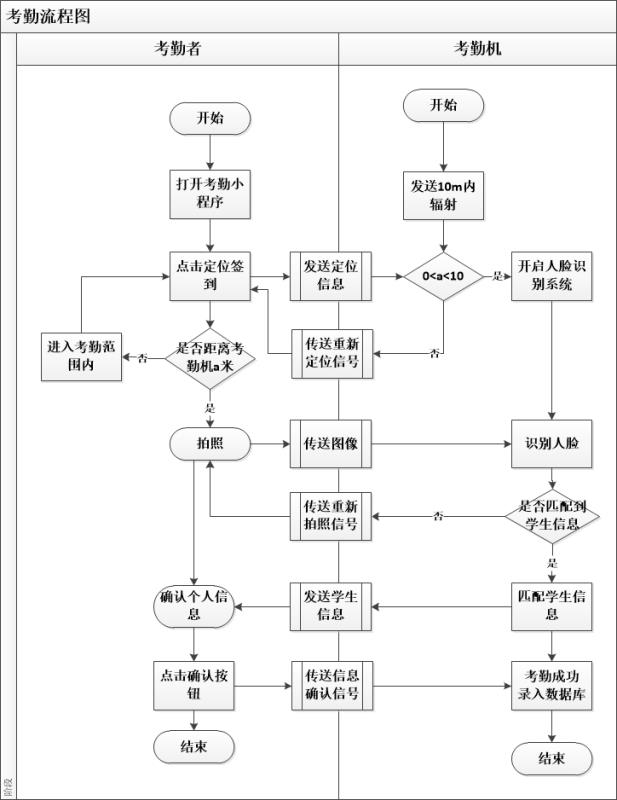 考勤流程图
考勤者
考勤机
开始
开始
打开考勤小
程序
发送10m内
辐射
点击定位签
到
发送定位
信息
0<a<10
是
开启人脸识
别系统
进入考勤范
围内
否
是否距离考
勤机a米
传送重新
定位信号
否
是
拍照
传送图像
识别人脸
传送重新
拍照信号
否
是否匹配到
学生信息
是
确认个人信
息
发送学生
信息
匹配学生信
息
点击确认按
钮
传送信息
确认信号
考勤成功
录入数据库
结束
结束
阶段